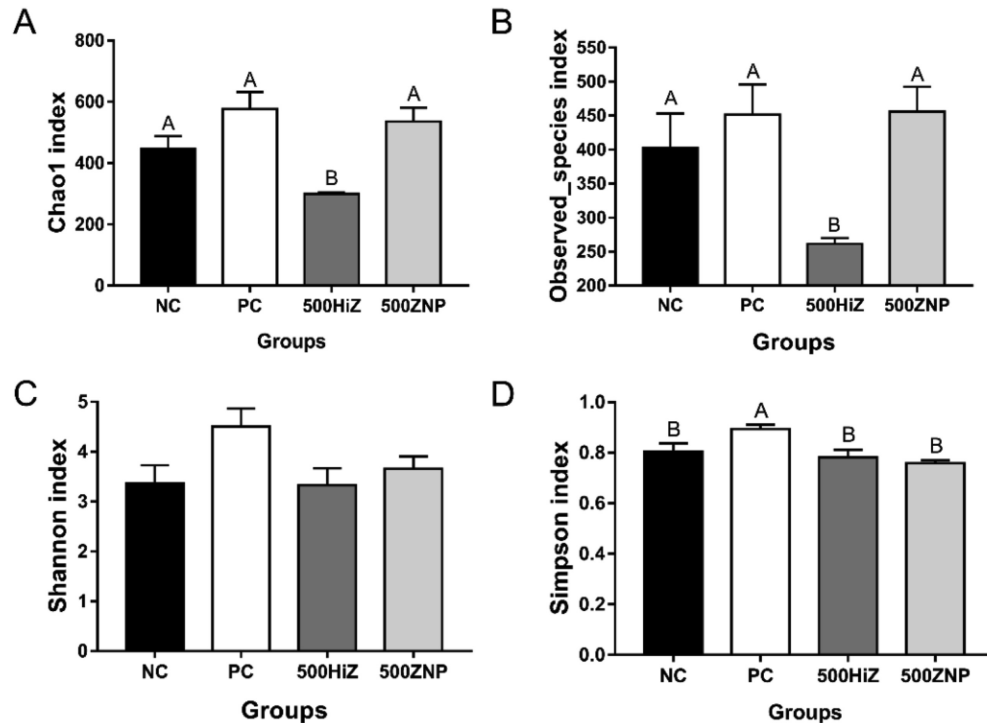 A
Chao1 index
800
600
400
200
0
A
A
B
A
NC PC 500HiZ 500ZNP
Groups
B
Observed_species index
550
500
450
400
350
300
250
200
A
A
B
A
NC PC 500HiZ 500ZNP
Groups
C
Shannon index
5
4
3
2
1
0
NC PC 500HiZ 500ZNP
Groups
D
Simpson index
1.0
0.8
0.6
0.4
0.2
0.0
B
A
B
B
NC PC 500HiZ 500ZNP
Groups